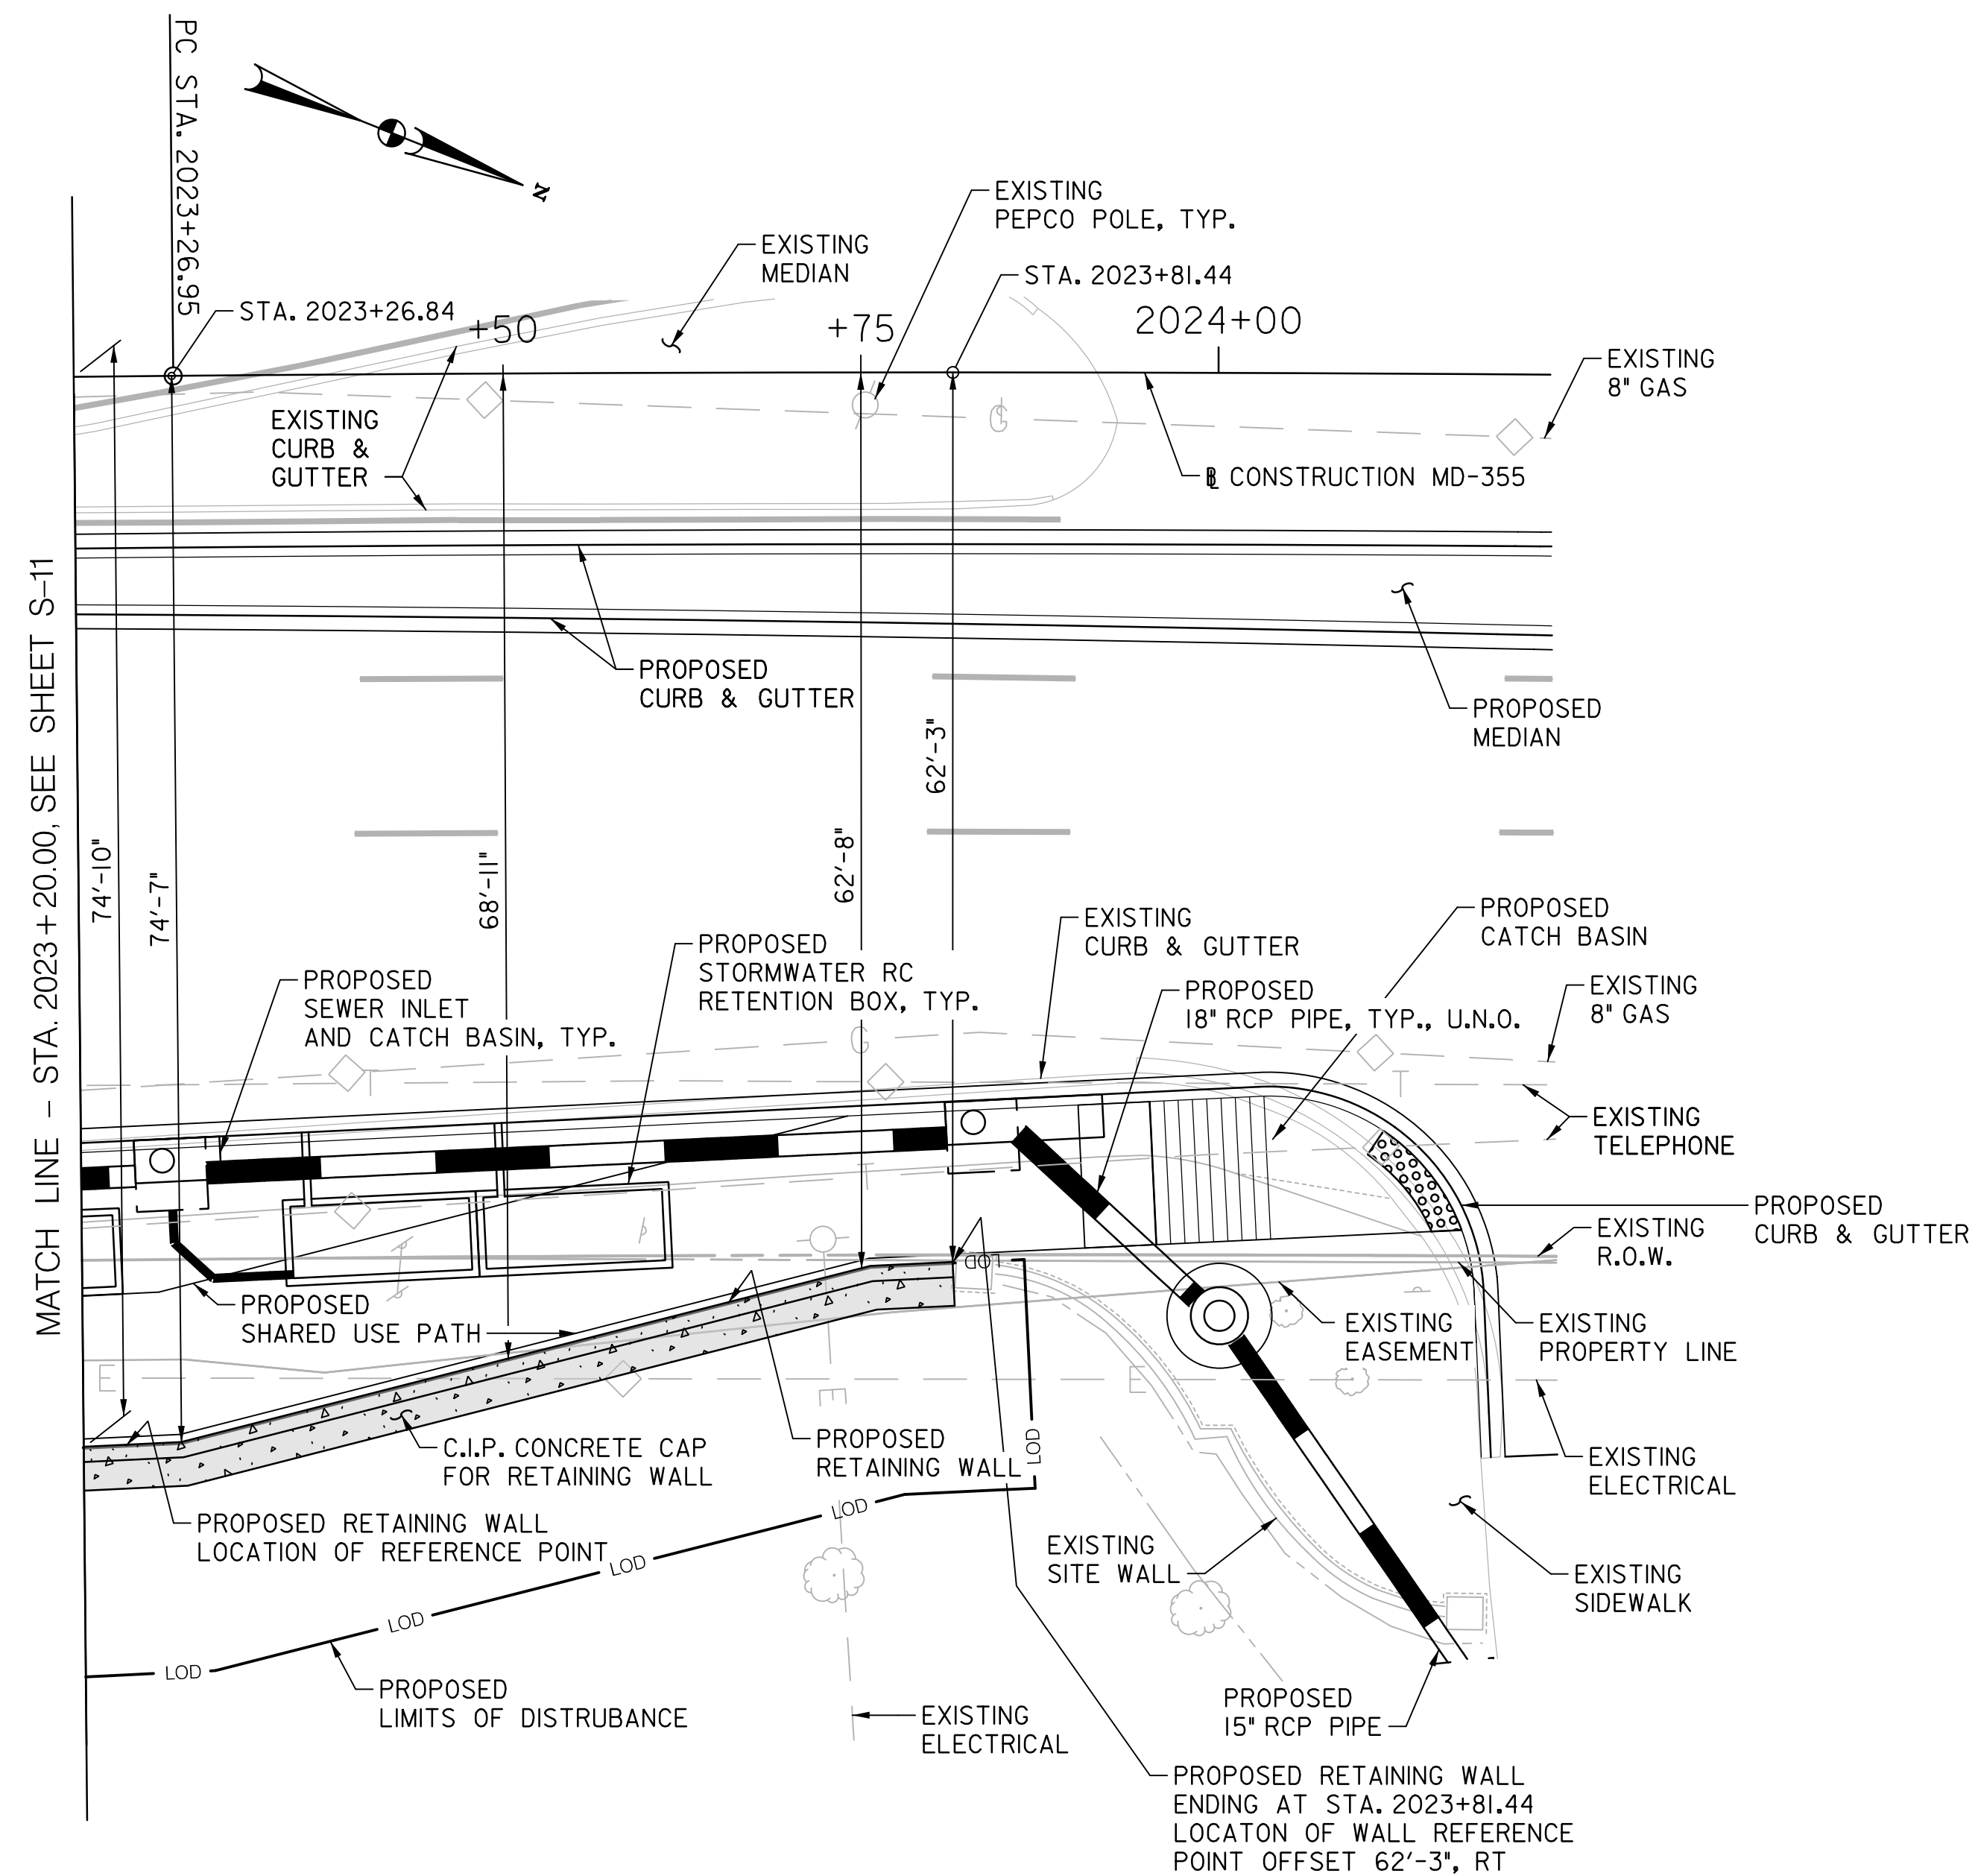 PC STA. 2023+26.95
N
EXISTING
PEPCO POLE, TYP.
EXISTING
MEDIAN
STA. 2023+81.44
STA. 2023+26.84
+50
+75
2024+00
EXISTING
8" GAS
EXISTING
CURB &
GUTTER
G
℄ CONSTRUCTION MD-355
MATCH LINE - STA. 2023+20.00, SEE SHEET S-11
PROPOSED
CURB & GUTTER
PROPOSED
MEDIAN
74'-10"
74'-7"
68'-11"
62'-8"
62'-3"
PROPOSED
SEWER INLET
AND CATCH BASIN, TYP.
PROPOSED
STORMWATER RC
RETENTION BOX, TYP.
EXISTING
CURB & GUTTER
PROPOSED
CATCH BASIN
PROPOSED
18" RCP PIPE, TYP., U.N.O.
EXISTING
8" GAS
G
T
T
T
EXISTING
TELEPHONE
PROPOSED
CURB & GUTTER
EXISTING
R.O.W.
LOD
PROPOSED
SHARED USE PATH
EXISTING
EASEMENT
EXISTING
PROPERTY LINE
E
E
E
C.I.P. CONCRETE CAP
FOR RETAINING WALL
PROPOSED
RETAINING WALL
LOD
EXISTING
ELECTRICAL
PROPOSED RETAINING WALL
LOCATION OF REFERENCE POINT
LOD
LOD
LOD
LOD
EXISTING
SITE WALL
EXISTING
SIDEWALK
PROPOSED
LIMITS OF DISTRUBANCE
EXISTING
ELECTRICAL
PROPOSED
15" RCP PIPE
PROPOSED RETAINING WALL
ENDING AT STA. 2023+81.44
LOCATON OF WALL REFERENCE
POINT OFFSET 62'-3", RT